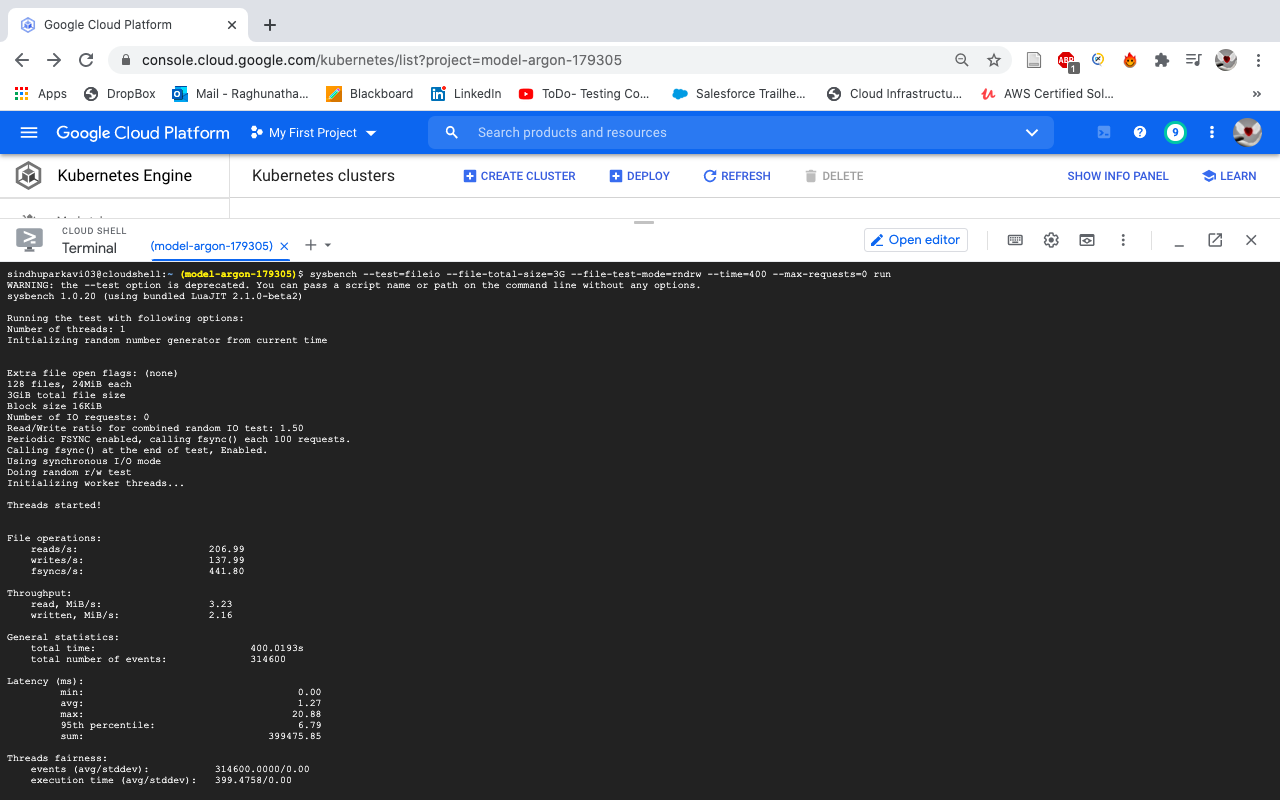 Google Cloud Platform
console.cloud.google.com/kubernetes/list?project=model-argon-179305
ABP
1
Apps DropBox Mail - Raghunatha... Blackboard LinkedIn ToDo- Testing Co... Salesforce Trailhe... Cloud Infrastructu... AWS Certified Sol... »
Google Cloud Platform My First Project Search products and resources 9
Kubernetes Engine Kubernetes clusters CREATE CLUSTER DEPLOY REFRESH DELETE SHOW INFO PANEL LEARN
CLOUD SHELL
Terminal (model-argon-179305) Open editor
sindhuparkavi03@cloudshell:~ (model-argon-179305)$ sysbench --test=fileio --file-total-size=3G --file-test-mode=rndrw --time=400 --max-requests=0 run
WARNING: the --test option is deprecated. You can pass a script name or path on the command line without any options.
sysbench 1.0.20 (using bundled LuaJIT 2.1.0-beta2)
Running the test with following options:
Number of threads: 1
Initializing random number generator from current time
Extra file open flags: (none)
128 files, 24MiB each
3GiB total file size
Block size 16KiB
Number of IO requests: 0
Read/Write ratio for combined random IO test: 1.50
Periodic FSYNC enabled, calling fsync() each 100 requests.
Calling fsync() at the end of test, Enabled.
Using synchronous I/O mode
Doing random r/w test
Initializing worker threads...
Threads started!
File operations:
reads/s: 206.99
writes/s: 137.99
fsyncs/s: 441.80
Throughput:
read, MiB/s: 3.23
written, MiB/s: 2.16
General statistics:
total time: 400.0193s
total number of events: 314600
Latency (ms):
min: 0.00
avg: 1.27
max: 20.88
95th percentile: 6.79
sum: 399475.85
Threads fairness:
events (avg/stddev): 314600.0000/0.00
execution time (avg/stddev): 399.4758/0.00